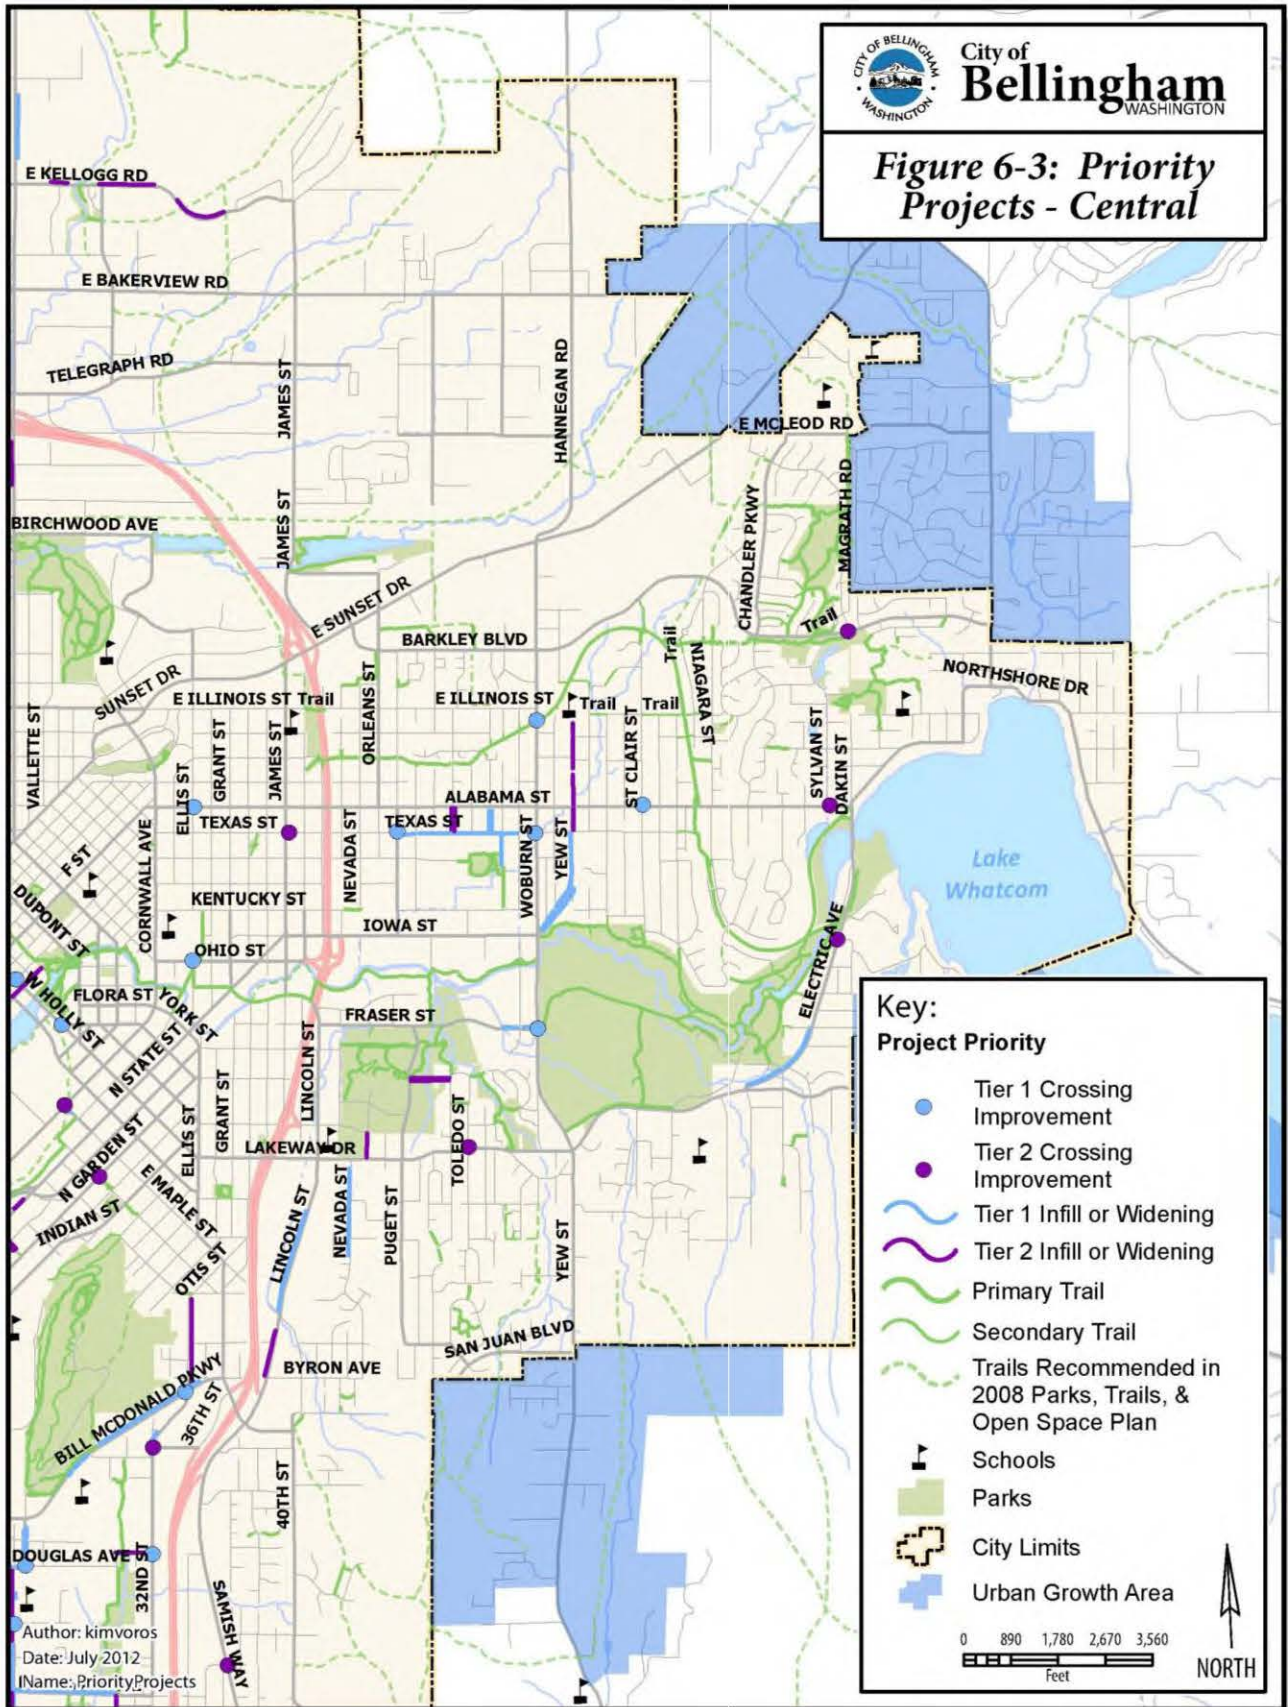 CITY OF BELLINGHAM
WASHINGTON
City of
Bellingham
WASHINGTON
Figure 6-3: Priority
Projects - Central
E KELLOGG RD
E BAKERVIEW RD
TELEGRAPH RD
JAMES ST
HANNEGAN RD
E MCLEOD RD
JAMES ST
CHANDLER PKWY
MAGRATH RD
BIRCHWOOD AVE
E SUNSET DR
BARKLEY BLVD
Trail
Trail
NIAGARA ST
NORTHSHORE DR
SUNSET DR
E ILLINOIS ST Trail
ORLEANS ST
E ILLINOIS ST
Trail
Trail
VALLETTE ST
GRANT ST
JAMES ST
ST CLAIR ST
SYLVAN ST
DAKIN ST
ELLIS ST
ALABAMA ST
TEXAS ST
TEXAS ST
CORNWALL AVE
NEVADA ST
WOBURN ST
YEW ST
F ST
Lake
Whatcom
DUPONT ST
KENTUCKY ST
IOWA ST
OHIO ST
ELECTRIC AVE
W HOLLY ST
FLORA ST
YORK ST
FRASER ST
N STATE ST
LINCOLN ST
GRANT ST
ELLIS ST
N GARDEN ST
LAKEWAY DR
TOLEDO ST
E MAPLE ST
INDIAN ST
OTIS ST
LINCOLN ST
NEVADA ST
PUGET ST
YEW ST
SAN JUAN BLVD
BYRON AVE
BILL MCDONALD PKWY
36TH ST
40TH ST
DOUGLAS AVE
32ND ST
SAMISH WAY
Author: kimvoros
Date: July 2012
Name: PriorityProjects
Key:
Project Priority
Tier 1 Crossing
Improvement
Tier 2 Crossing
Improvement
Tier 1 Infill or Widening
Tier 2 Infill or Widening
Primary Trail
Secondary Trail
Trails Recommended in
2008 Parks, Trails, &
Open Space Plan
Schools
Parks
City Limits
Urban Growth Area
0 890 1,780 2,670 3,560
Feet
NORTH